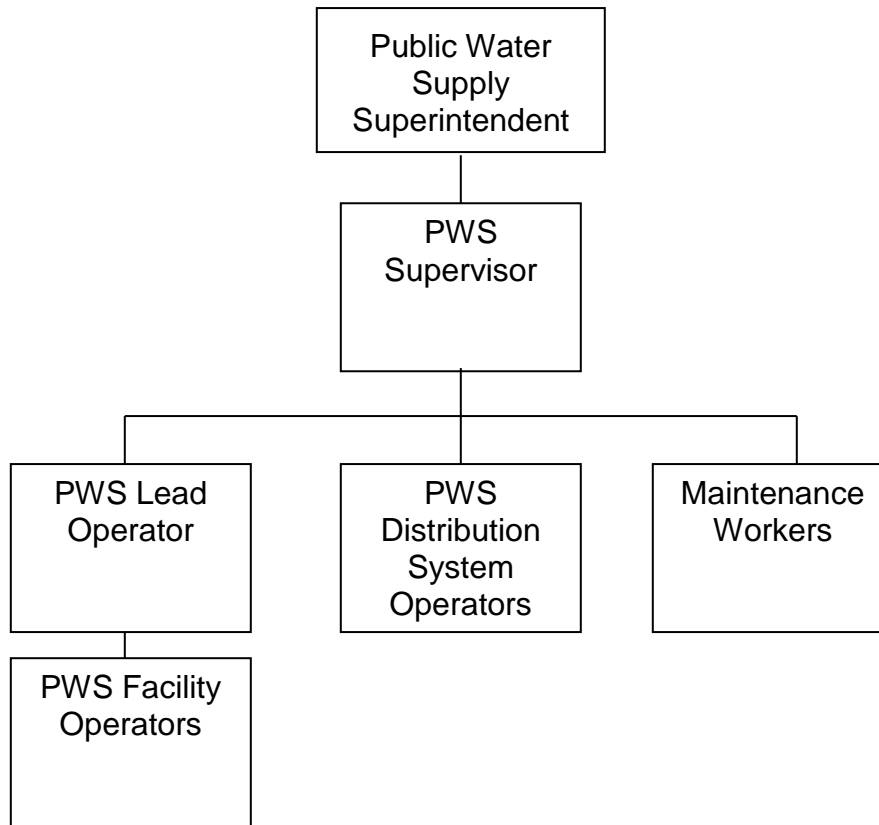 Public Water
Supply
Superintendent
PWS
Supervisor
PWS Lead
Operator
PWS
Distribution
System
Operators
Maintenance
Workers
PWS Facility
Operators